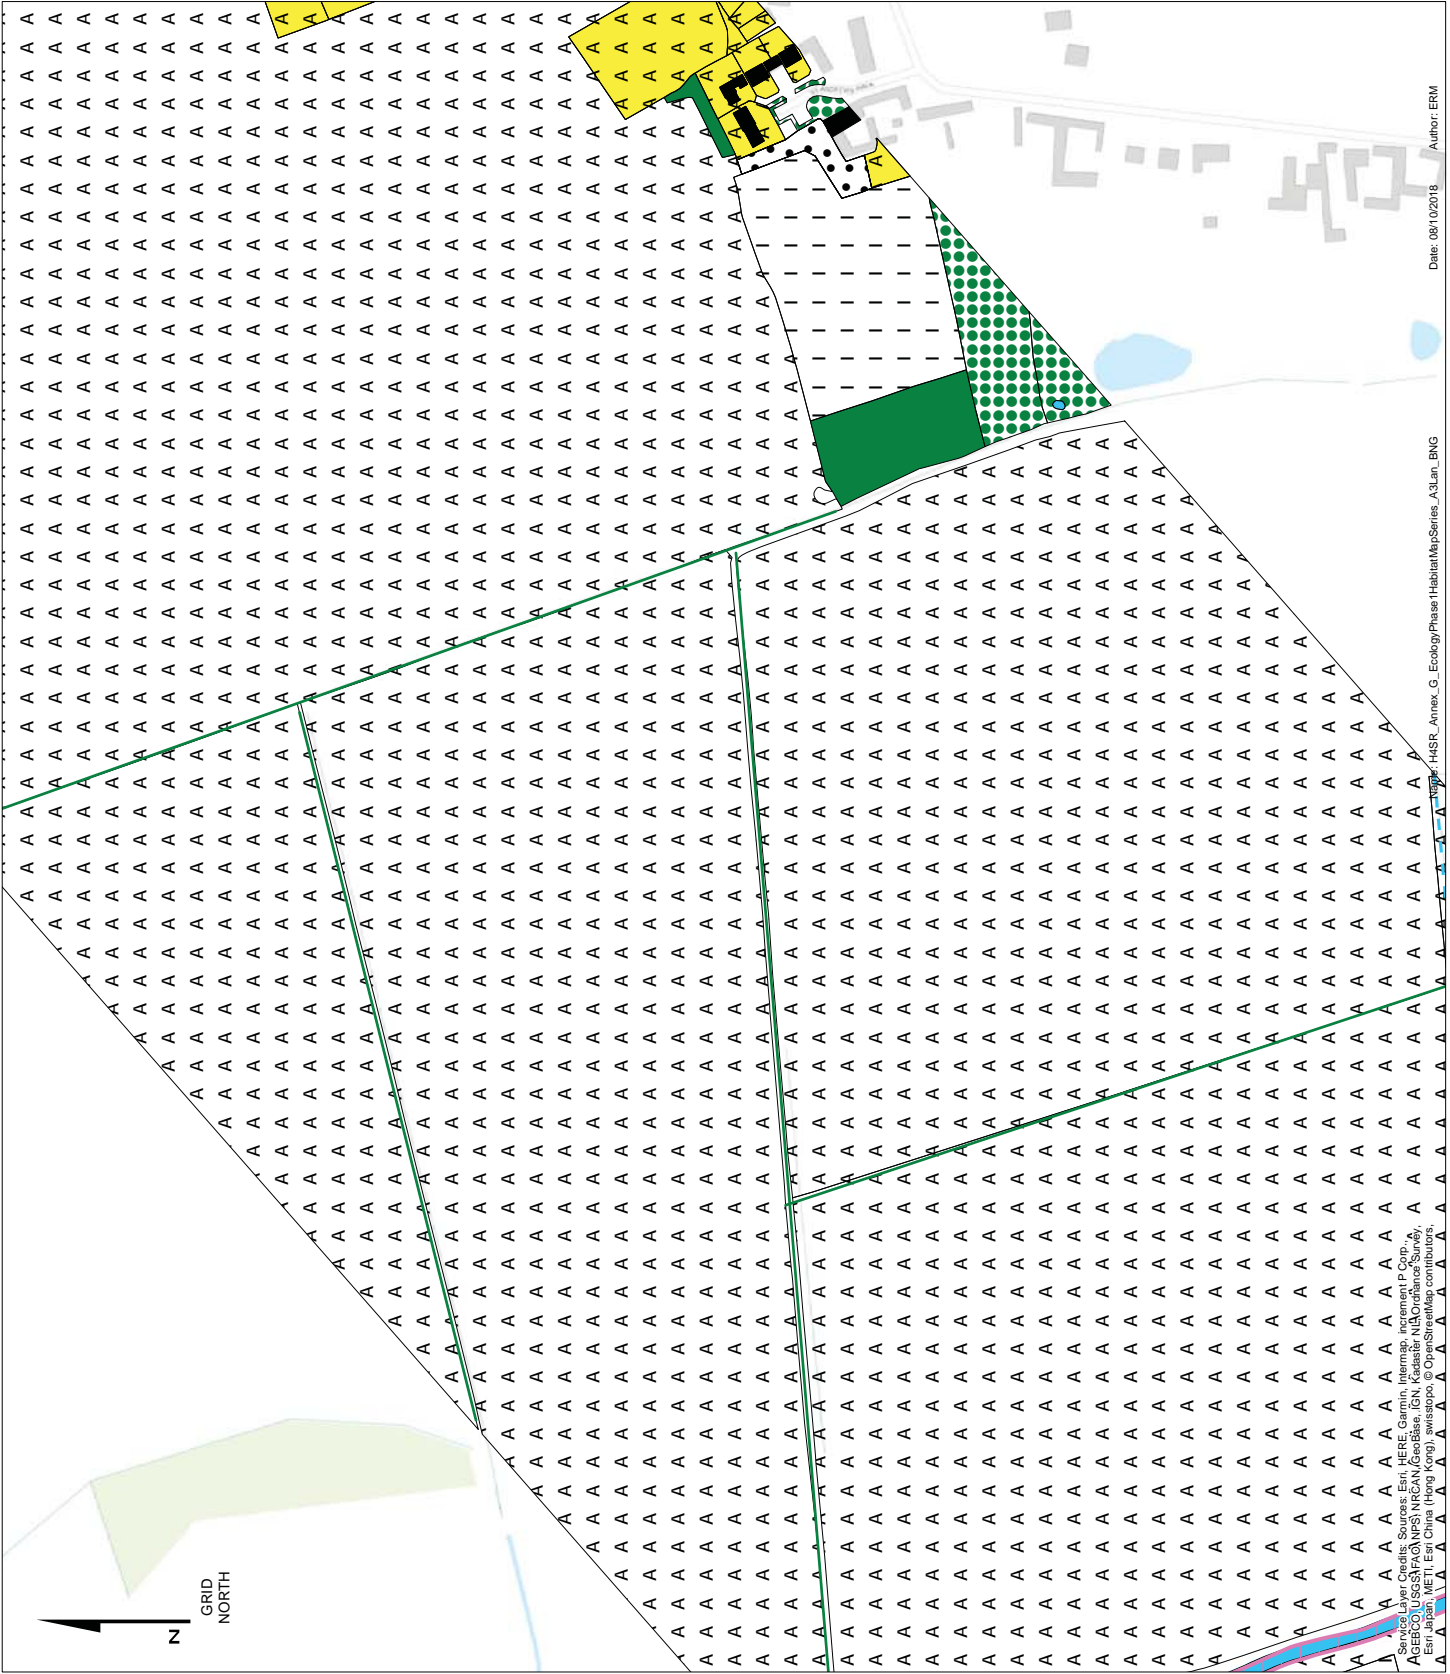 GRID
NORTH
N
Service Layer Credits: Sources: Esri, HERE, Garmin, Intermap, increment P Corp.,
GEBCO, USGS, FAO, NPS, NRCAN, GeoBase, IGN, Kadaster NL, Ordnance Survey,
Esri Japan, METI, Esri China (Hong Kong), swisstopo, © OpenStreetMap contributors,
Name: H4SR_Annex_G_EcologyPhase1HabitatMapSeries_A3Lan_BNG
Date: 08/10/2018
Author: ERM